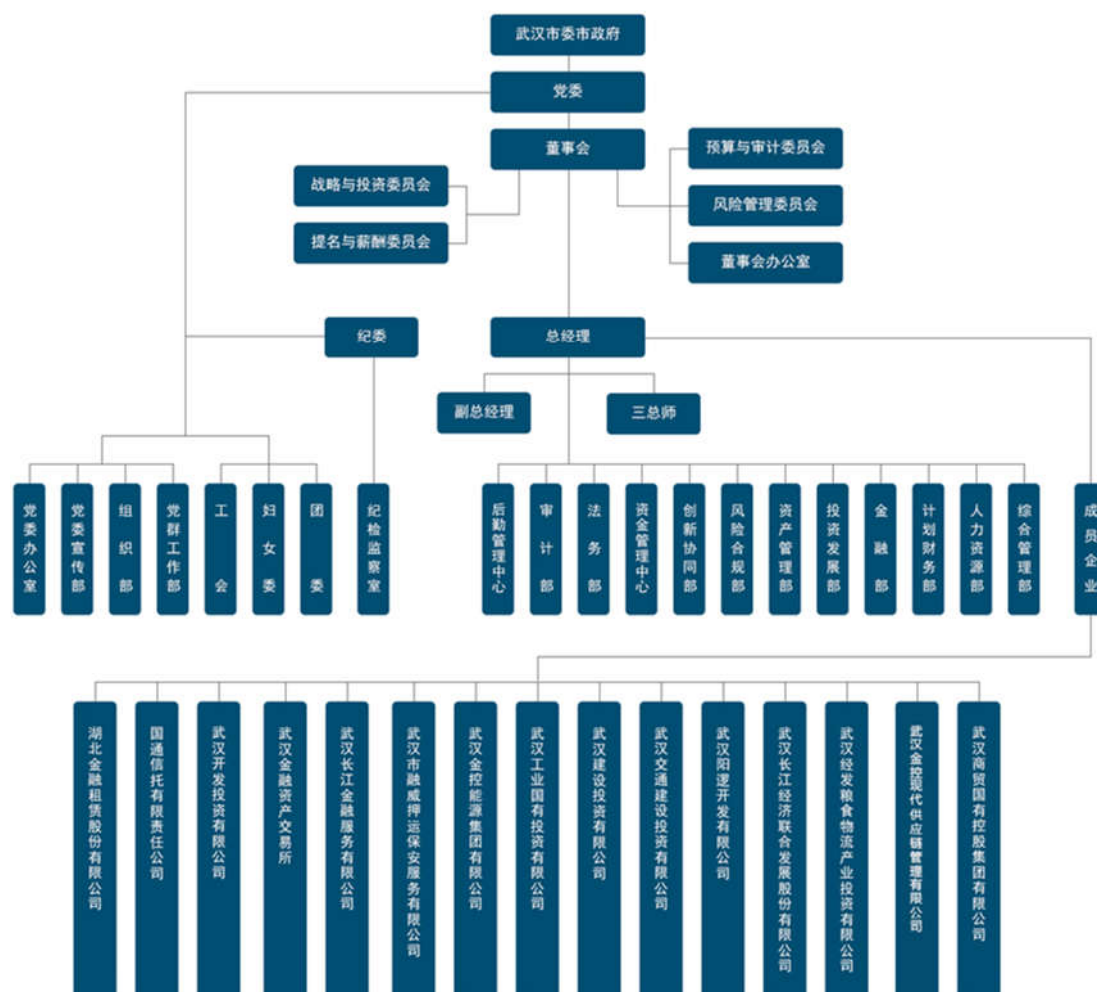 武汉市委市政府
党委
董事会
预算与审计委员会
战略与投资委员会
风险管理委员会
提名与薪酬委员会
董事会办公室
纪委
总经理
副总经理
三总师
党委办公室
党委宣传部
组织部
党群工作部
工会
妇女委
团委
纪检监察室
后勤管理中心
审计部
法务部
资金管理中心
创新协同部
风险合规部
资产管理部
投资发展部
金融部
计划财务部
人力资源部
综合管理部
成员企业
湖北金融租赁股份有限公司
国通信托有限责任公司
武汉开发投资有限公司
武汉金融资产交易所
武汉长江金融服务有限公司
武汉市融威押运保安服务有限公司
武汉金控能源集团有限公司
武汉工业国有投资有限公司
武汉建设投资有限公司
武汉交通建设投资有限公司
武汉阳逻开发有限公司
武汉长江经济联合发展股份有限公司
武汉经发粮食物流产业投资有限公司
武汉金控现代供应链管理有限公司
武汉商贸国有控股集团有限公司